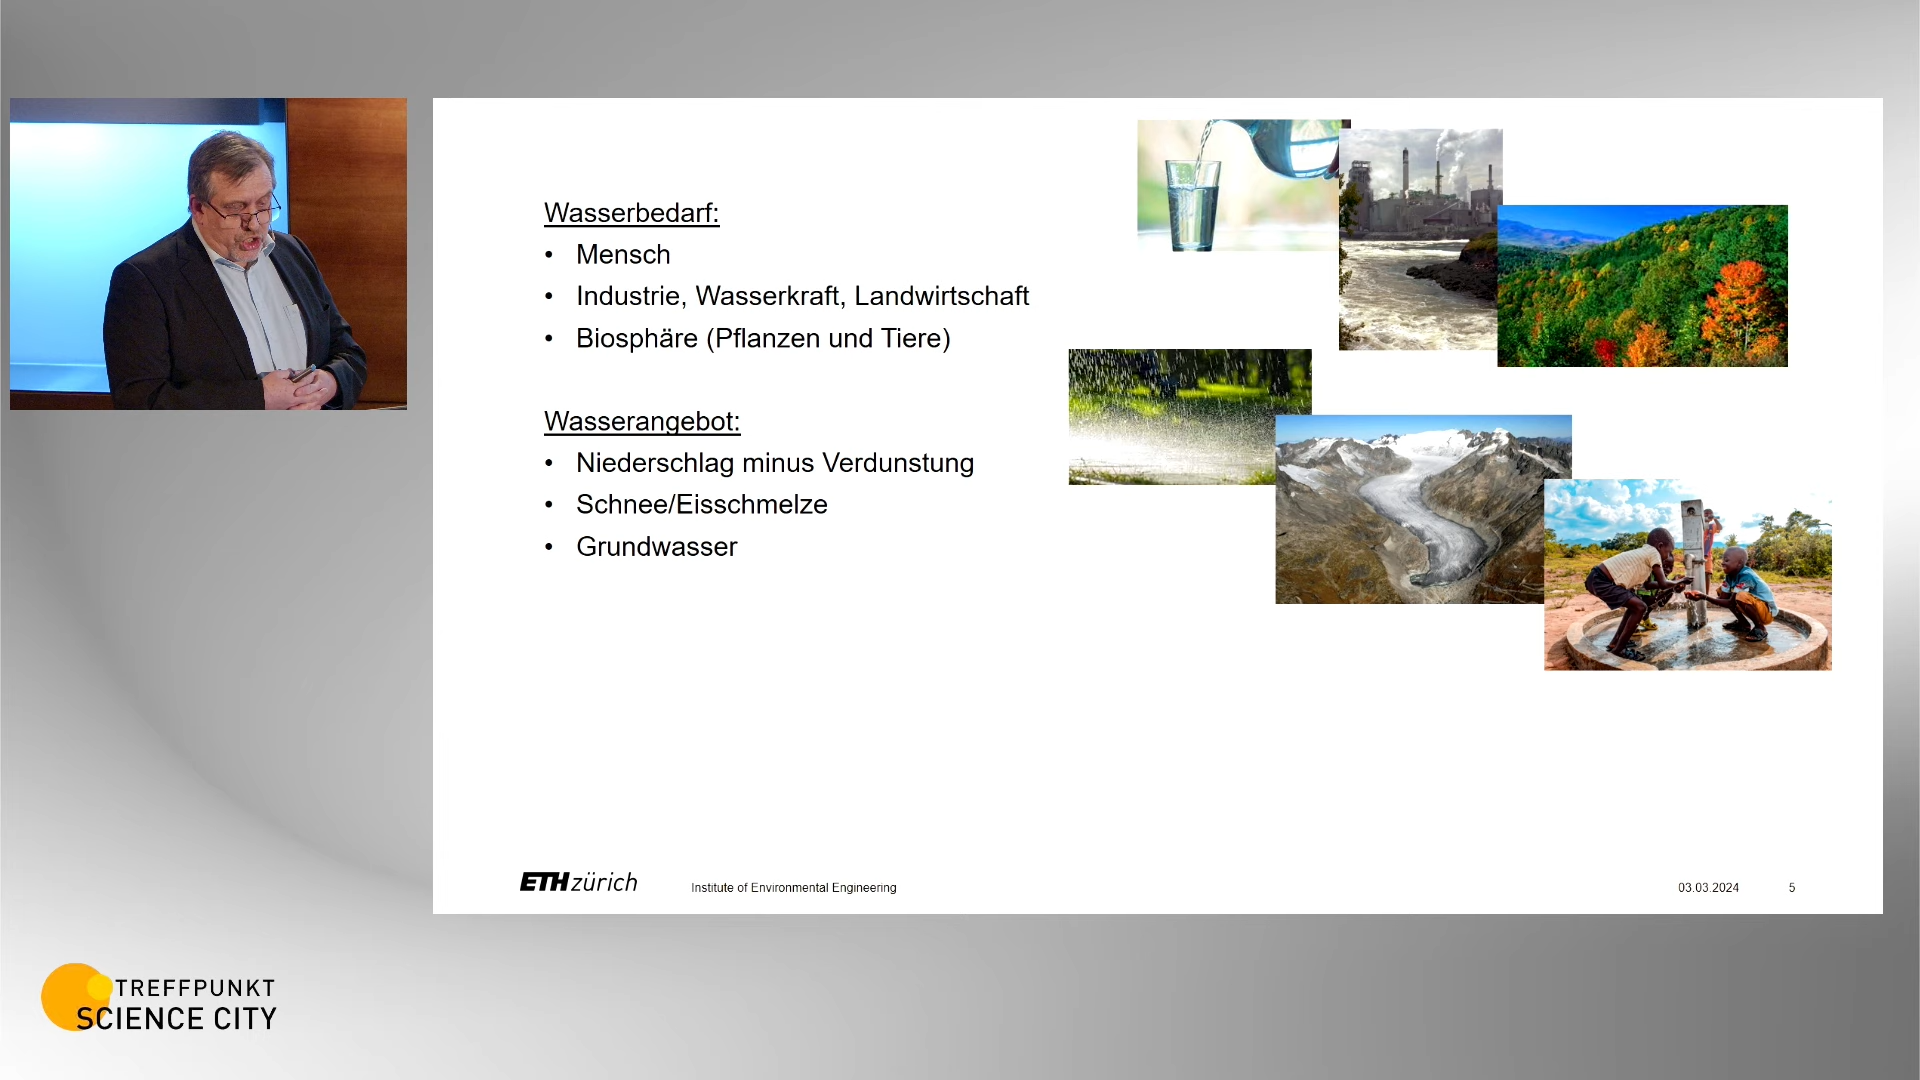 Wasserbedarf:
• Mensch
• Industrie, Wasserkraft, Landwirtschaft
• Biosphäre (Pflanzen und Tiere)
Wasserangebot:
• Niederschlag minus Verdunstung
• Schnee/Eisschmelze
• Grundwasser
ETH zürich
Institute of Environmental Engineering
03.03.2024
5
TREFFPUNKT
SCIENCE CITY